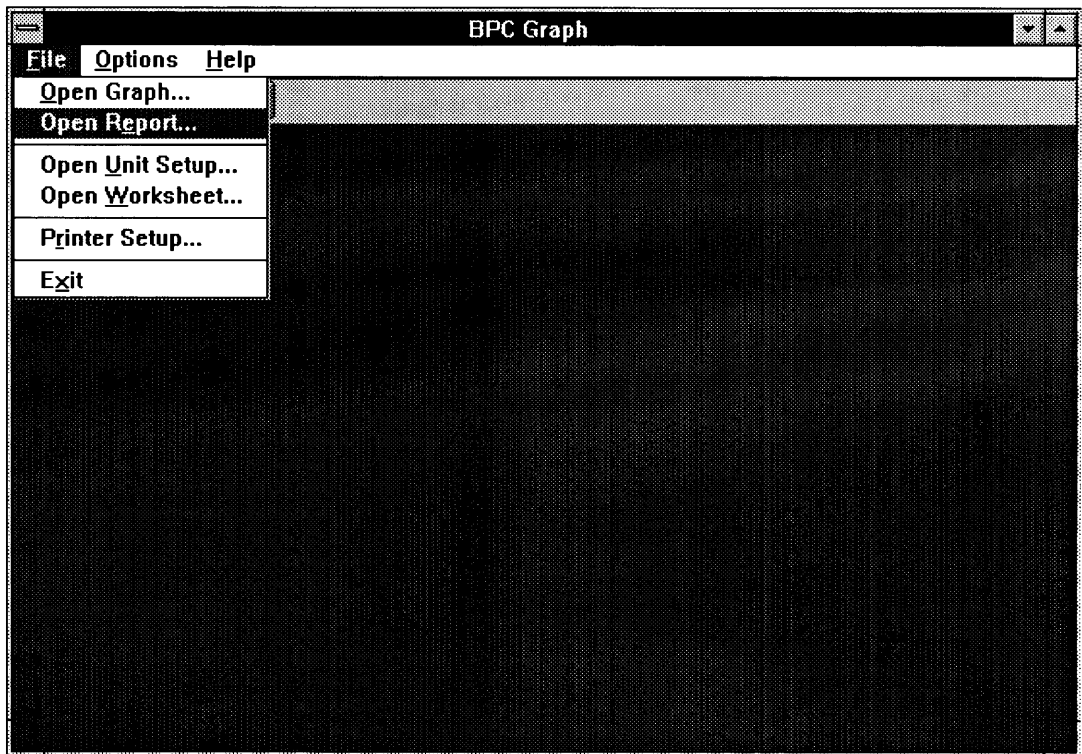 BPC Graph
File Options Help
Open Graph...
Open Report...
Open Unit Setup...
Open Worksheet...
Printer Setup...
Exit